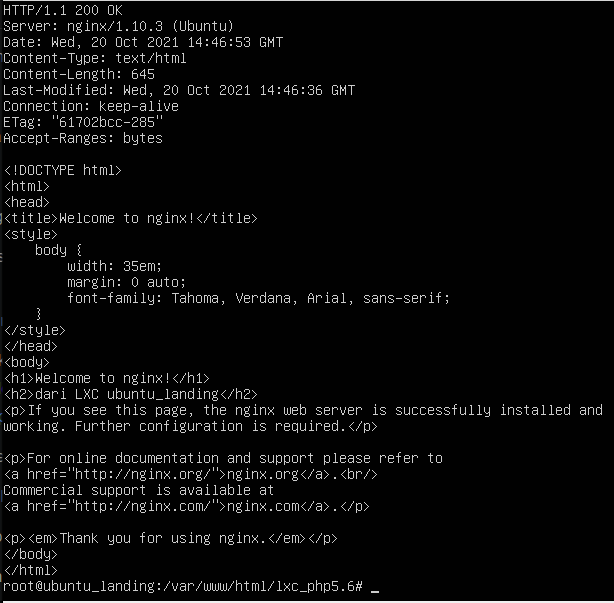 HTTP/1.1 200 OK
Server: nginx/1.10.3 (Ubuntu)
Date: Wed, 20 Oct 2021 14:46:53 GMT
Content-Type: text/html
Content-Length: 645
Last-Modified: Wed, 20 Oct 2021 14:46:36 GMT
Connection: keep-alive
ETag: "61702bcc-285"
Accept-Ranges: bytes

<!DOCTYPE html>
<html>
<head>
<title>Welcome to nginx!</title>
<style>
    body {
        width: 35em;
        margin: 0 auto;
        font-family: Tahoma, Verdana, Arial, sans-serif;
    }
</style>
</head>
<body>
<h1>Welcome to nginx!</h1>
<h2>dari LXC ubuntu_landing</h2>
<p>If you see this page, the nginx web server is successfully installed and
working. Further configuration is required.</p>

<p>For online documentation and support please refer to
<a href="http://nginx.org/">nginx.org</a>.<br/>
Commercial support is available at
<a href="http://nginx.com/">nginx.com</a>.</p>

<p><em>Thank you for using nginx.</em></p>
</body>
</html>
root@ubuntu_landing:/var/www/html/lxc_php5.6# _